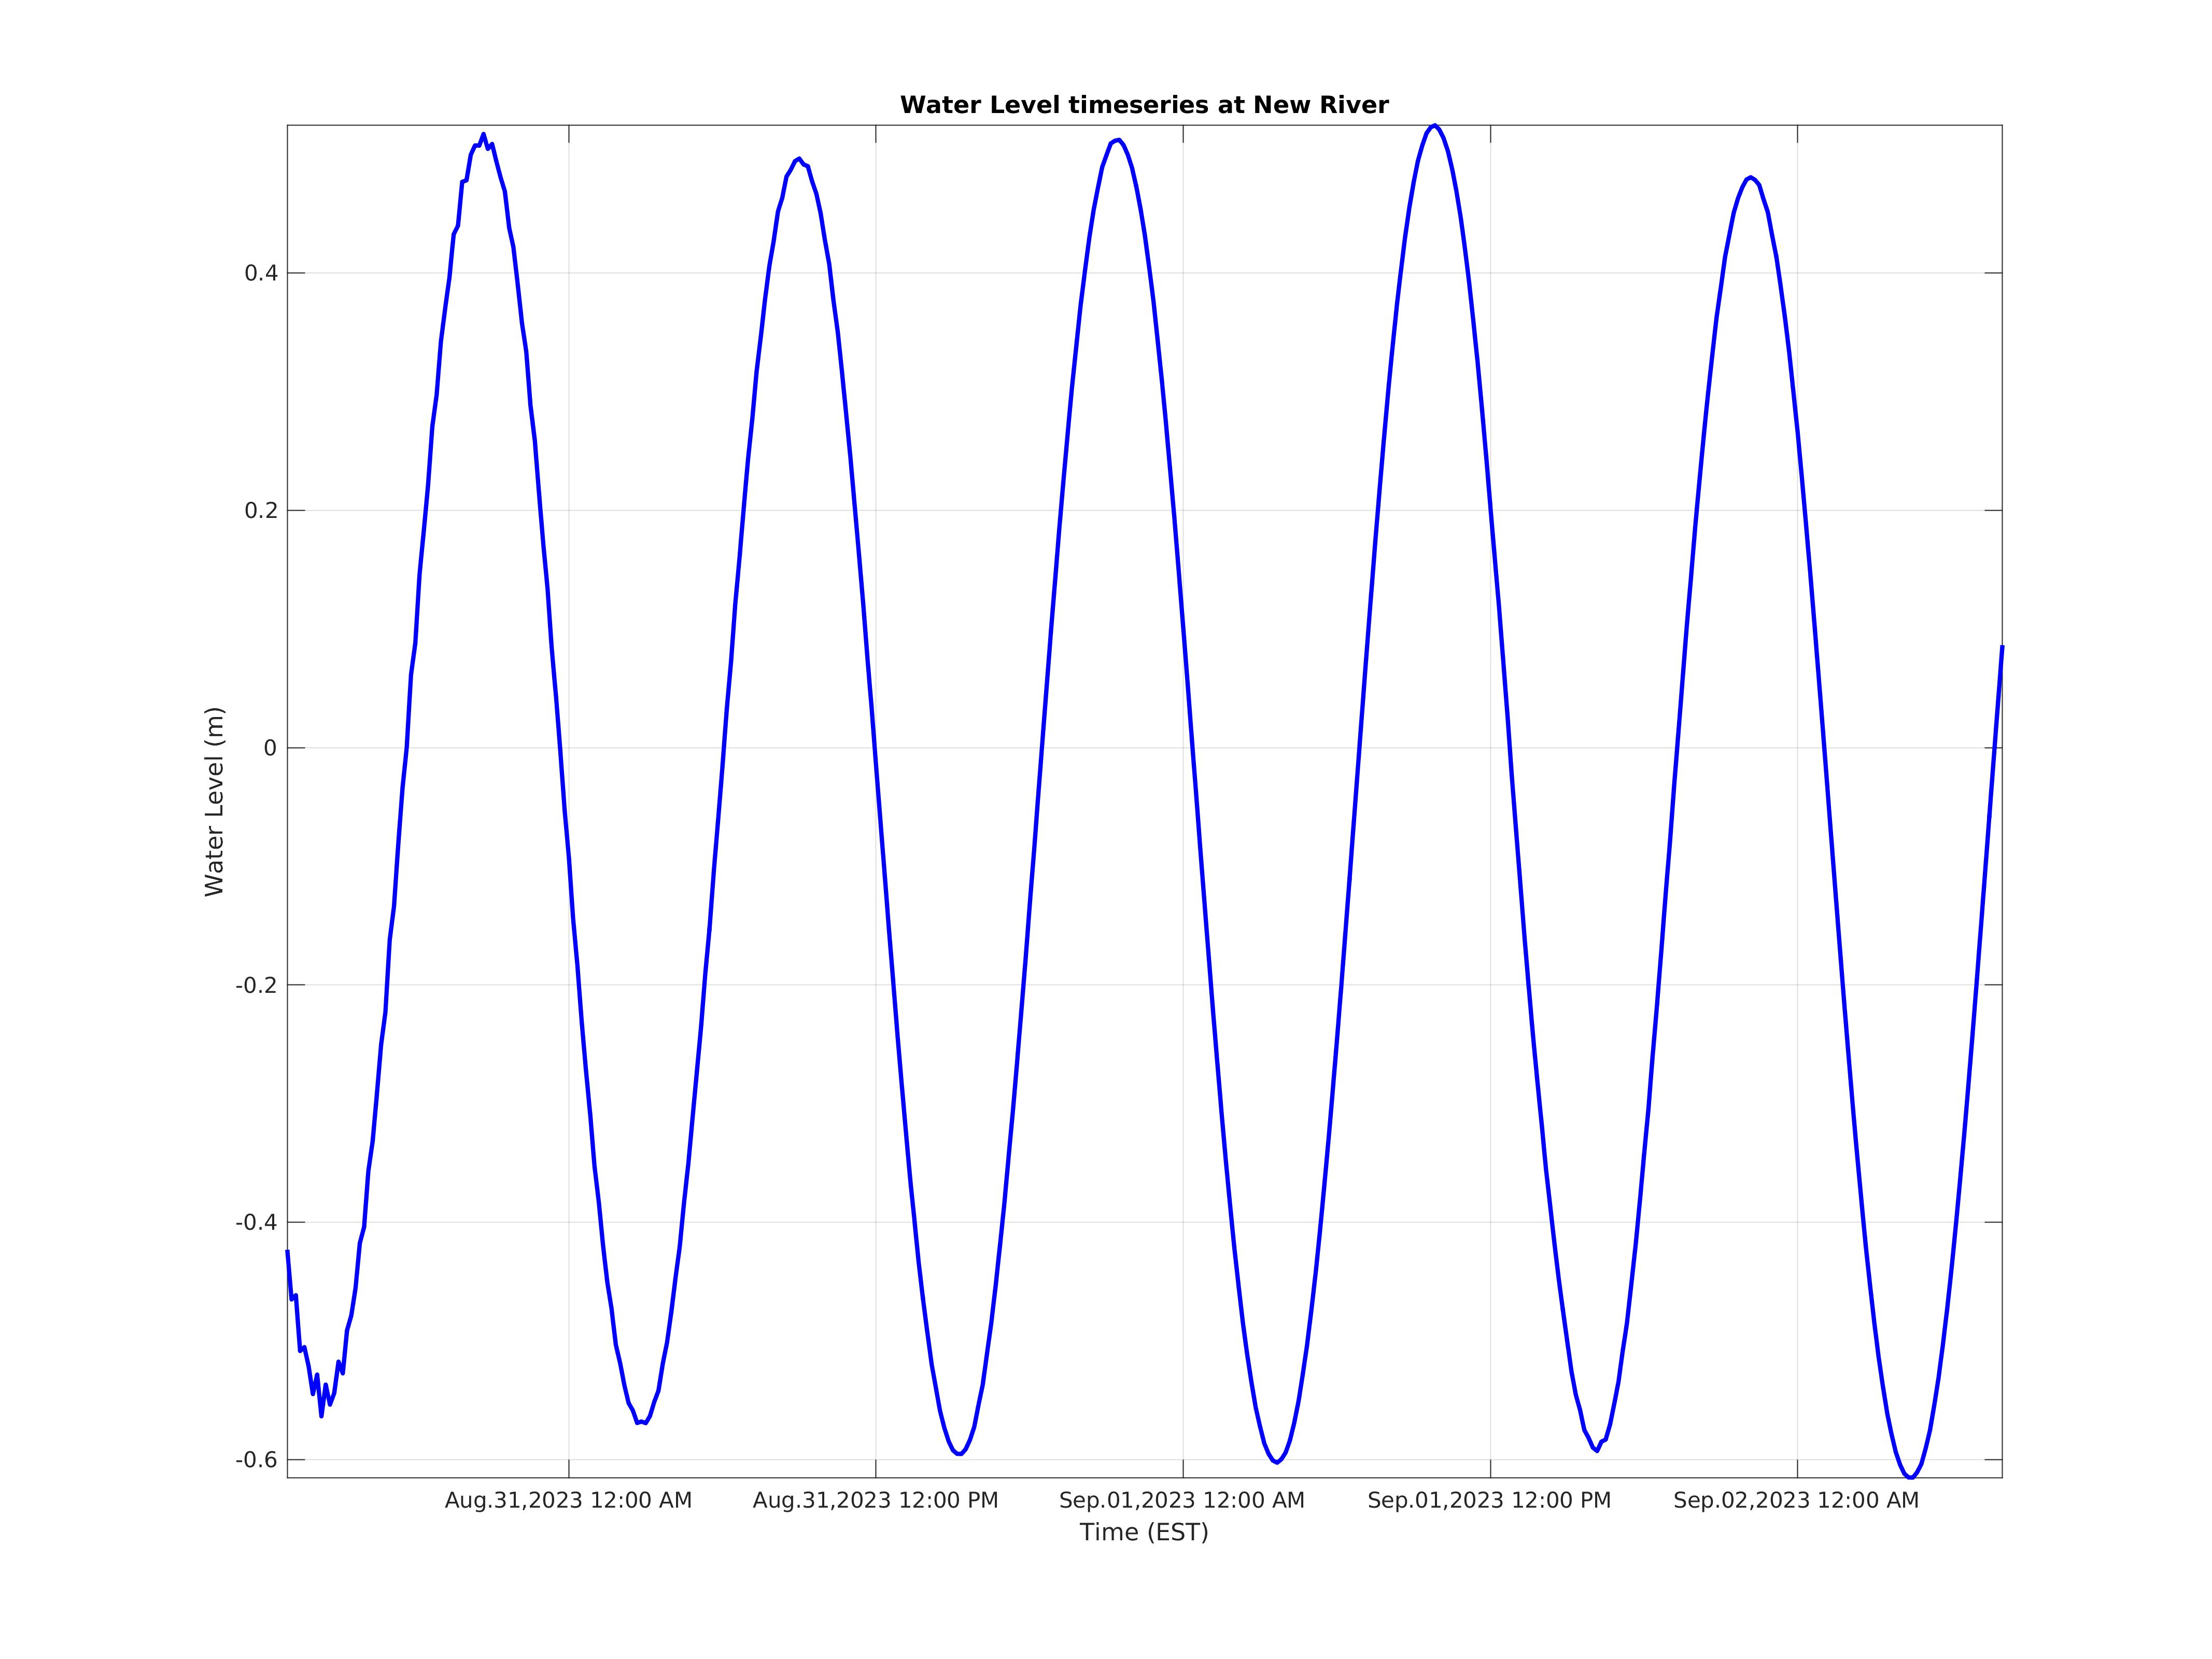 Water Level timeseries at New River
0.4
0.2
0
-0.2
-0.4
-0.6
Water Level (m)
Aug.31,2023 12:00 AM
Aug.31,2023 12:00 PM
Sep.01,2023 12:00 AM
Sep.01,2023 12:00 PM
Sep.02,2023 12:00 AM
Time (EST)